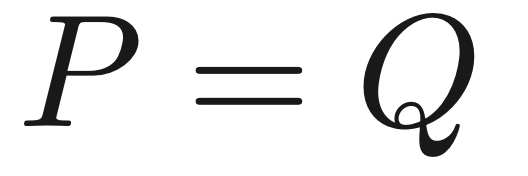 P = Q